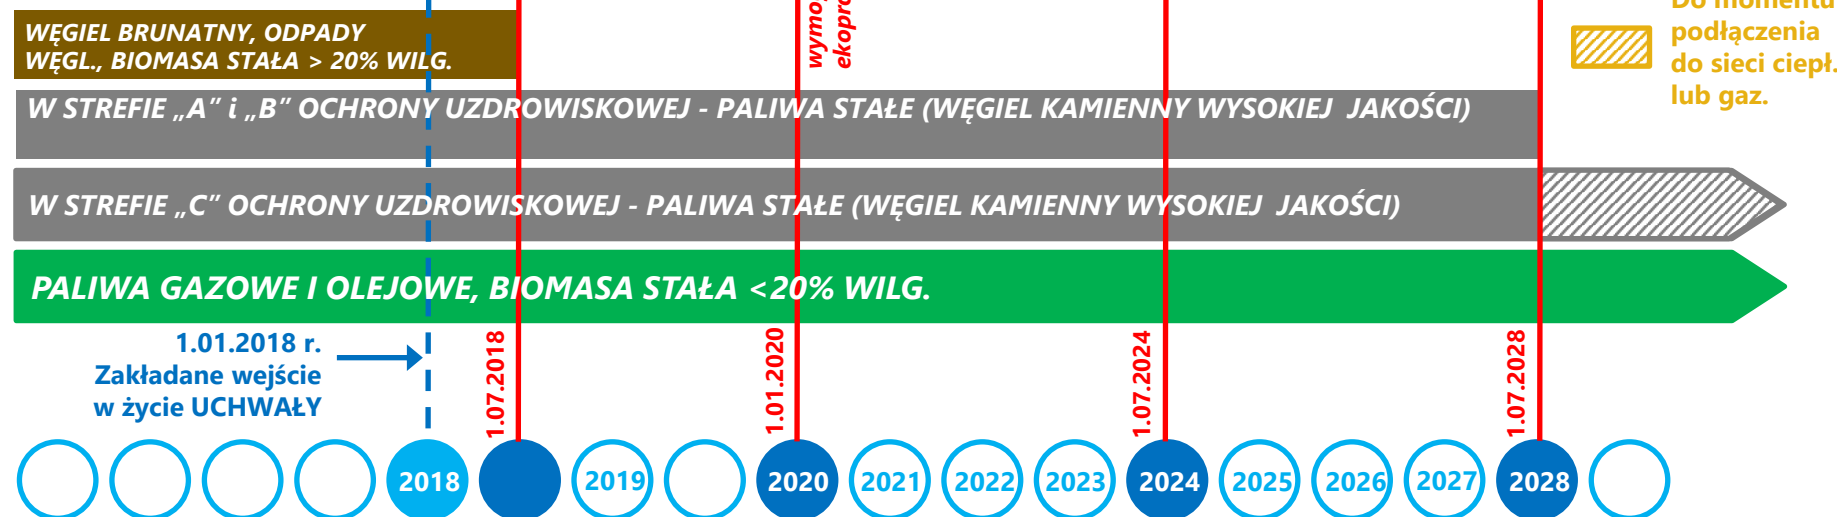 WĘGIEL BRUNATNY, ODPADY
WĘGL., BIOMASA STAŁA > 20% WILG.
Do momentu
podłączenia
do sieci ciepł.
lub gaz.
W STREFIE „A” i „B” OCHRONY UZDROWISKOWEJ - PALIWA STAŁE (WĘGIEL KAMIENNY WYSOKIEJ JAKOŚCI)
W STREFIE „C” OCHRONY UZDROWISKOWEJ - PALIWA STAŁE (WĘGIEL KAMIENNY WYSOKIEJ JAKOŚCI)
PALIWA GAZOWE I OLEJOWE, BIOMASA STAŁA <20% WILG.
1.01.2018 r.
Zakładane wejście
w życie UCHWAŁY
1.07.2018
1.01.2020
1.07.2024
1.07.2028
2018
2019
2020
2021
2022
2023
2024
2025
2026
2027
2028